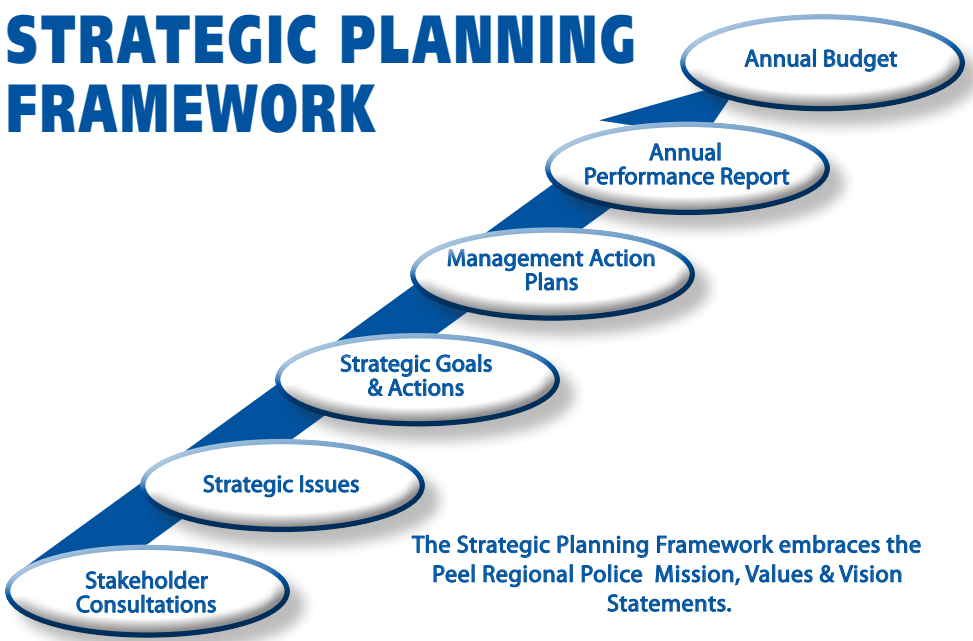 STRATEGIC PLANNING
FRAMEWORK
Annual Budget
Annual
Performance Report
Management Action
Plans
Strategic Goals
& Actions
Strategic Issues
Stakeholder
Consultations
The Strategic Planning Framework embraces the
Peel Regional Police Mission, Values & Vision
Statements.